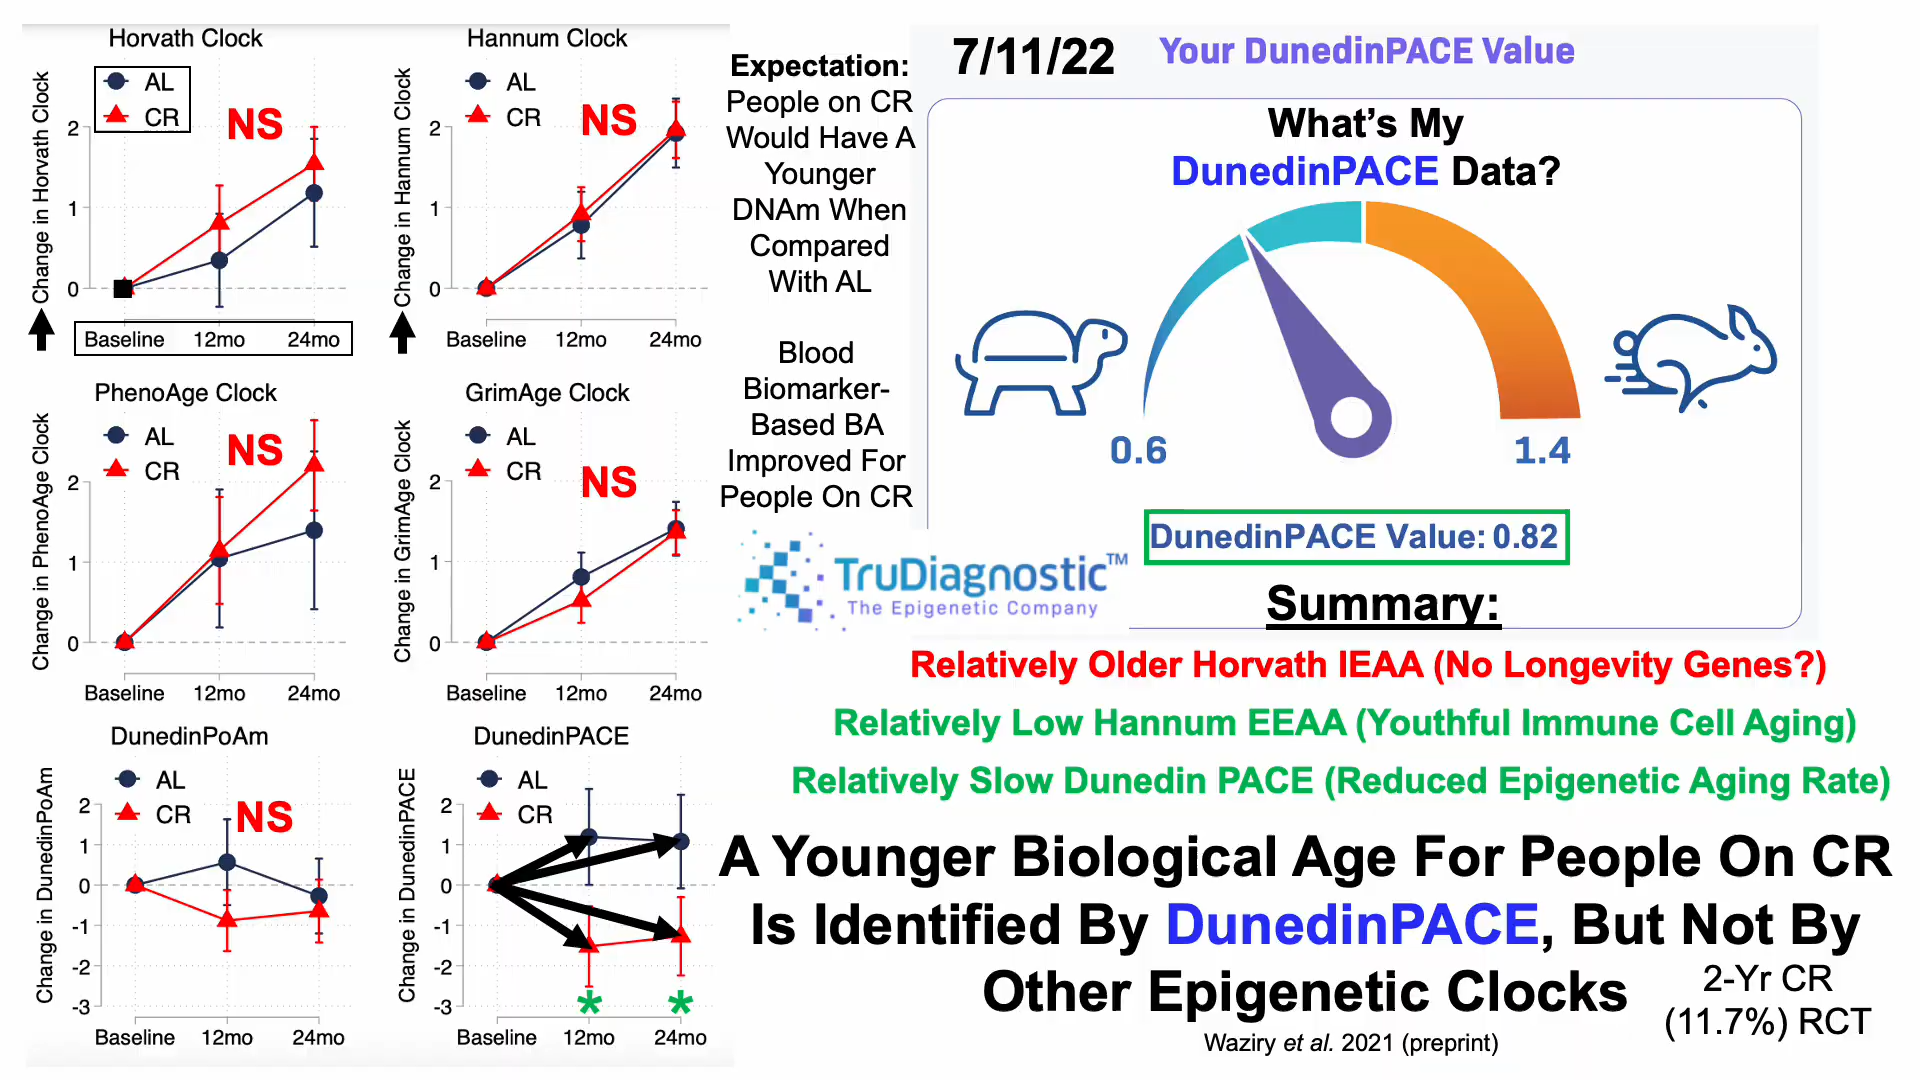 Horvath Clock
Change in Horvath Clock
AL
CR
NS
2
1
0
Baseline 12mo 24mo
Hannum Clock
Change in Hannum Clock
AL
CR
NS
2
1
0
Baseline 12mo 24mo
PhenoAge Clock
Change in PhenoAge Clock
AL
CR
NS
2
1
0
Baseline 12mo 24mo
GrimAge Clock
Change in GrimAge Clock
AL
CR
NS
2
1
0
Baseline 12mo 24mo
DunedinPoAm
Change in DunedinPoAm
AL
CR
NS
2
1
0
-1
-2
-3
Baseline 12mo 24mo
DunedinPACE
Change in DunedinPACE
AL
CR
2
1
0
-1
-2
-3
* *
Baseline 12mo 24mo
Expectation:
People on CR
Would Have A
Younger
DNAm When
Compared
With AL
Blood
Biomarker-
Based BA
Improved For
People On CR
TruDiagnostic™
The Epigenetic Company
7/11/22
Your DunedinPACE Value
What's My
DunedinPACE Data?
0.6
1.4
DunedinPACE Value: 0.82
Summary:
Relatively Older Horvath IEAA (No Longevity Genes?)
Relatively Low Hannum EEAA (Youthful Immune Cell Aging)
Relatively Slow Dunedin PACE (Reduced Epigenetic Aging Rate)
A Younger Biological Age For People On CR
Is Identified By DunedinPACE, But Not By
Other Epigenetic Clocks
2-Yr CR
(11.7%) RCT
Waziry et al. 2021 (preprint)